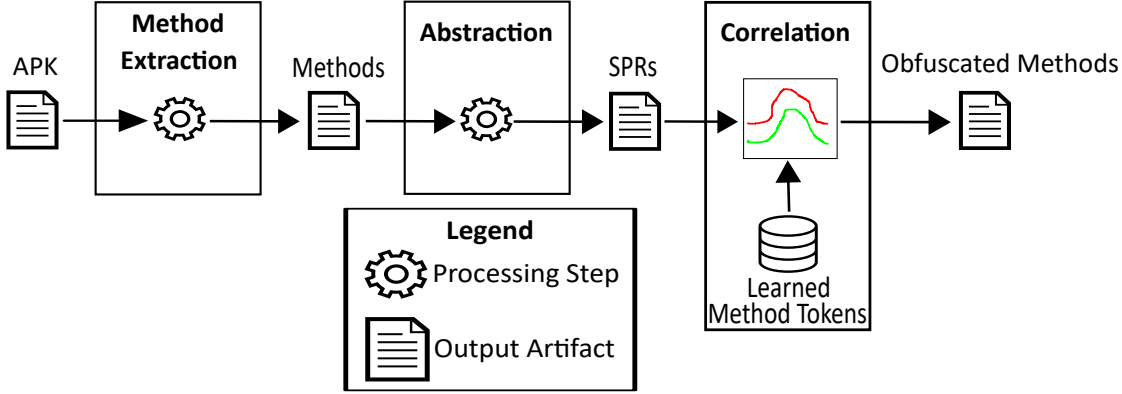 Method
Extraction
Abstraction
Correlation
APK
Methods
SPRs
Obfuscated Methods
Learned
Method Tokens
Legend
Processing Step
Output Artifact